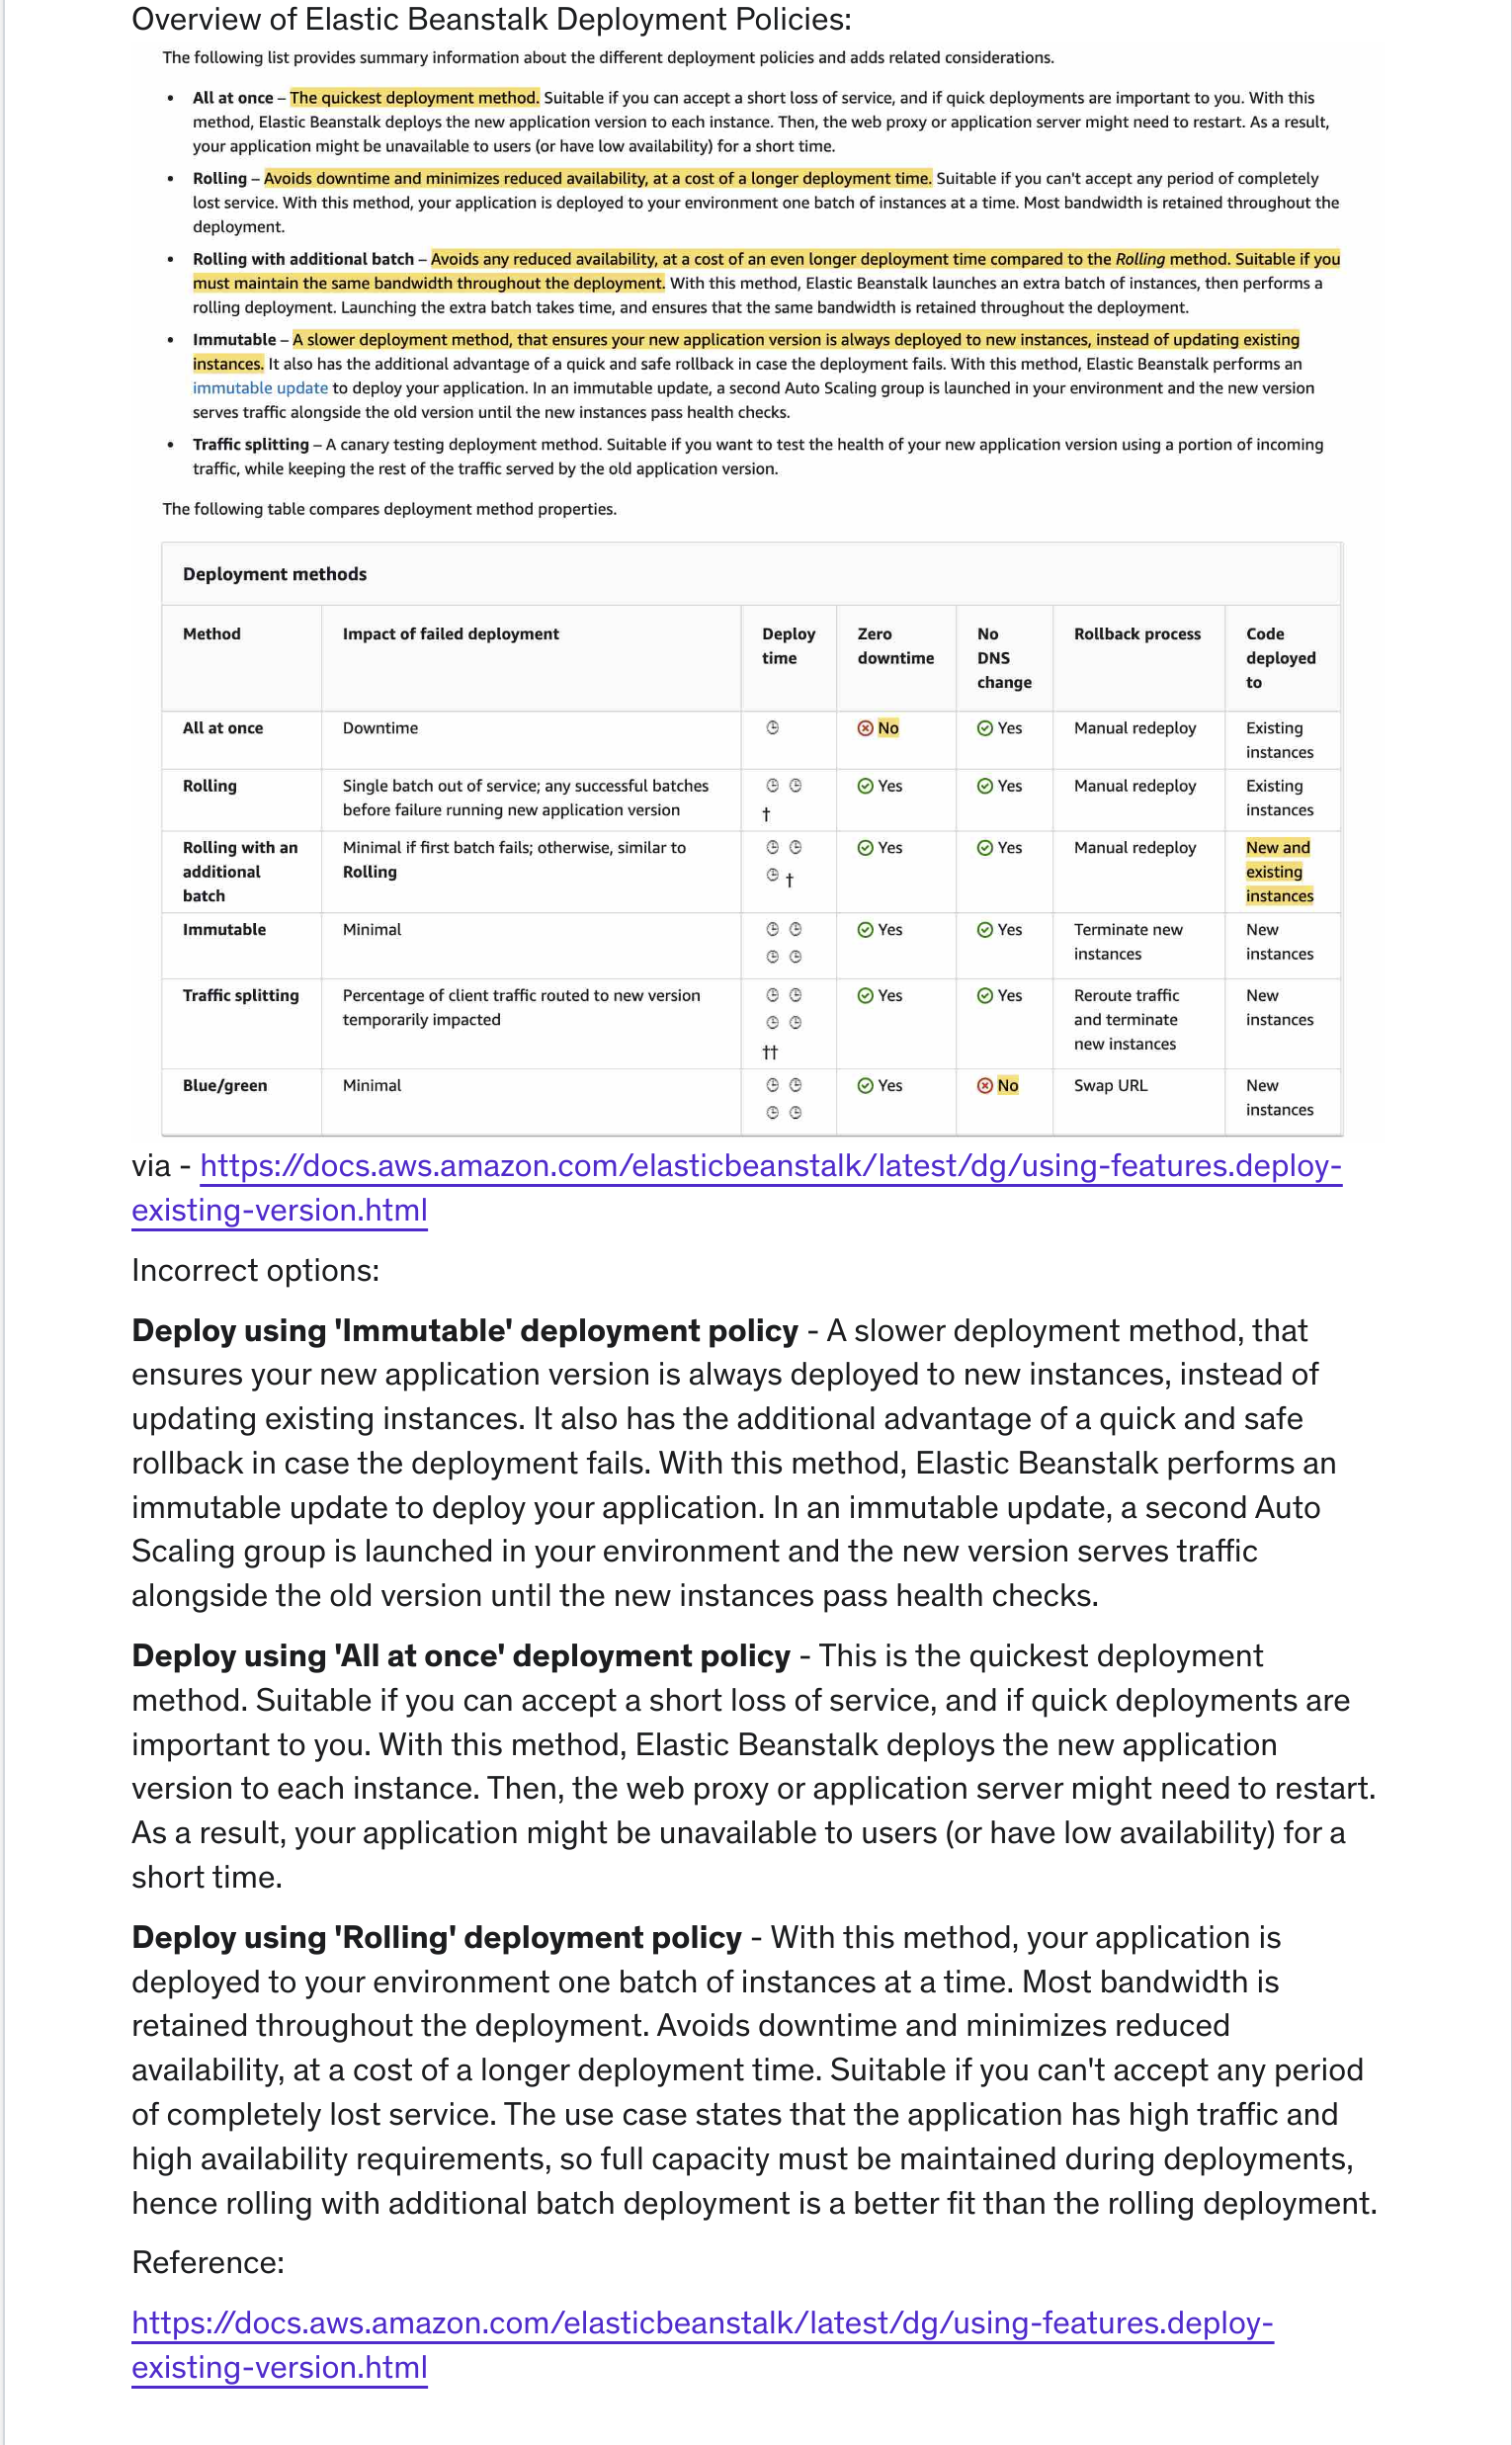 Overview of Elastic Beanstalk Deployment Policies:
The following list provides summary information about the different deployment policies and adds related considerations.
• All at once – The quickest deployment method. Suitable if you can accept a short loss of service, and if quick deployments are important to you. With this
method, Elastic Beanstalk deploys the new application version to each instance. Then, the web proxy or application server might need to restart. As a result,
your application might be unavailable to users (or have low availability) for a short time.
• Rolling – Avoids downtime and minimizes reduced availability, at a cost of a longer deployment time. Suitable if you can't accept any period of completely
lost service. With this method, your application is deployed to your environment one batch of instances at a time. Most bandwidth is retained throughout the
deployment.
• Rolling with additional batch – Avoids any reduced availability, at a cost of an even longer deployment time compared to the Rolling method. Suitable if you
must maintain the same bandwidth throughout the deployment. With this method, Elastic Beanstalk launches an extra batch of instances, then performs a
rolling deployment. Launching the extra batch takes time, and ensures that the same bandwidth is retained throughout the deployment.
• Immutable – A slower deployment method, that ensures your new application version is always deployed to new instances, instead of updating existing
instances. It also has the additional advantage of a quick and safe rollback in case the deployment fails. With this method, Elastic Beanstalk performs an
immutable update to deploy your application. In an immutable update, a second Auto Scaling group is launched in your environment and the new version
serves traffic alongside the old version until the new instances pass health checks.
• Traffic splitting – A canary testing deployment method. Suitable if you want to test the health of your new application version using a portion of incoming
traffic, while keeping the rest of the traffic served by the old application version.
The following table compares deployment method properties.
Deployment methods
Method Impact of failed deployment Deploy Zero No Rollback process Code
time downtime DNS deployed
change to
All at once Downtime No Yes Manual redeploy Existing
instances
Rolling Single batch out of service; any successful batches Yes Yes Manual redeploy Existing
before failure running new application version † instances
Rolling with an Minimal if first batch fails; otherwise, similar to Yes Yes Manual redeploy New and
additional Rolling † existing
batch instances
Immutable Minimal Yes Yes Terminate new New
instances instances
Traffic splitting Percentage of client traffic routed to new version Yes Yes Reroute traffic New
temporarily impacted and terminate instances
†† new instances
Blue/green Minimal Yes No Swap URL New
instances
via - https://docs.aws.amazon.com/elasticbeanstalk/latest/dg/using-features.deploy-
existing-version.html
Incorrect options:
Deploy using 'Immutable' deployment policy - A slower deployment method, that
ensures your new application version is always deployed to new instances, instead of
updating existing instances. It also has the additional advantage of a quick and safe
rollback in case the deployment fails. With this method, Elastic Beanstalk performs an
immutable update to deploy your application. In an immutable update, a second Auto
Scaling group is launched in your environment and the new version serves traffic
alongside the old version until the new instances pass health checks.
Deploy using 'All at once' deployment policy - This is the quickest deployment
method. Suitable if you can accept a short loss of service, and if quick deployments are
important to you. With this method, Elastic Beanstalk deploys the new application
version to each instance. Then, the web proxy or application server might need to restart.
As a result, your application might be unavailable to users (or have low availability) for a
short time.
Deploy using 'Rolling' deployment policy - With this method, your application is
deployed to your environment one batch of instances at a time. Most bandwidth is
retained throughout the deployment. Avoids downtime and minimizes reduced
availability, at a cost of a longer deployment time. Suitable if you can't accept any period
of completely lost service. The use case states that the application has high traffic and
high availability requirements, so full capacity must be maintained during deployments,
hence rolling with additional batch deployment is a better fit than the rolling deployment.
Reference:
https://docs.aws.amazon.com/elasticbeanstalk/latest/dg/using-features.deploy-
existing-version.html